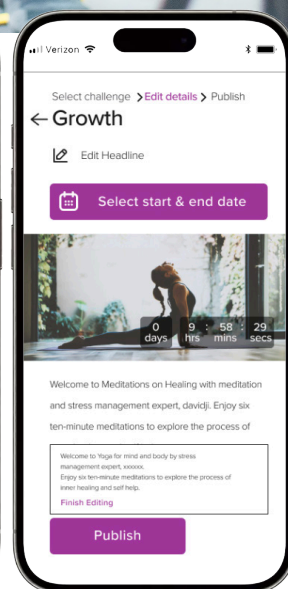 Verizon
Select challenge > Edit details > Publish
← Growth
Edit Headline
Select start & end date
0 : 9 : 58 : 29
days hrs mins secs
Welcome to Meditations on Healing with meditation
and stress management expert, davidji. Enjoy six
ten-minute meditations to explore the process of
Welcome to Yoga for mind and body by stress
management expert, xxxxxx.
Enjoy six ten-minute meditations to explore the process of
inner healing and self help.
Finish Editing
Publish